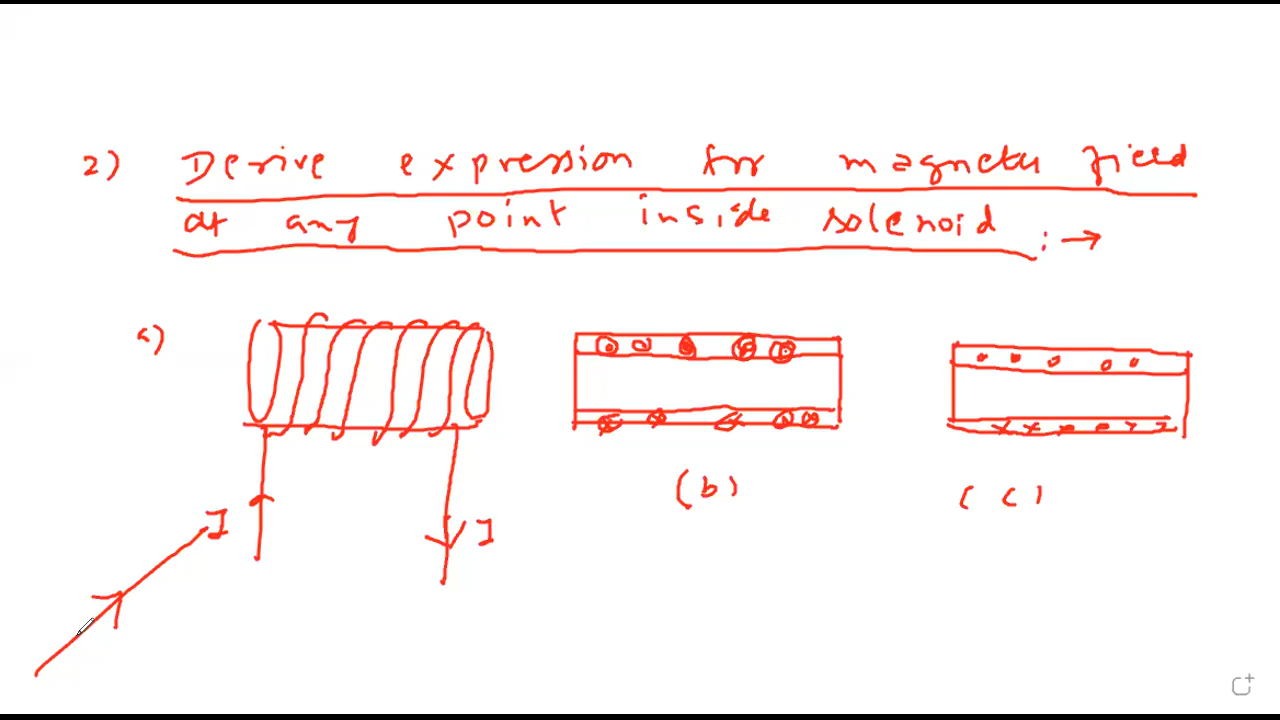 2) Derive expression for magnetic field
at any point inside solenoid :→
a)
(b)
(c)
I
I